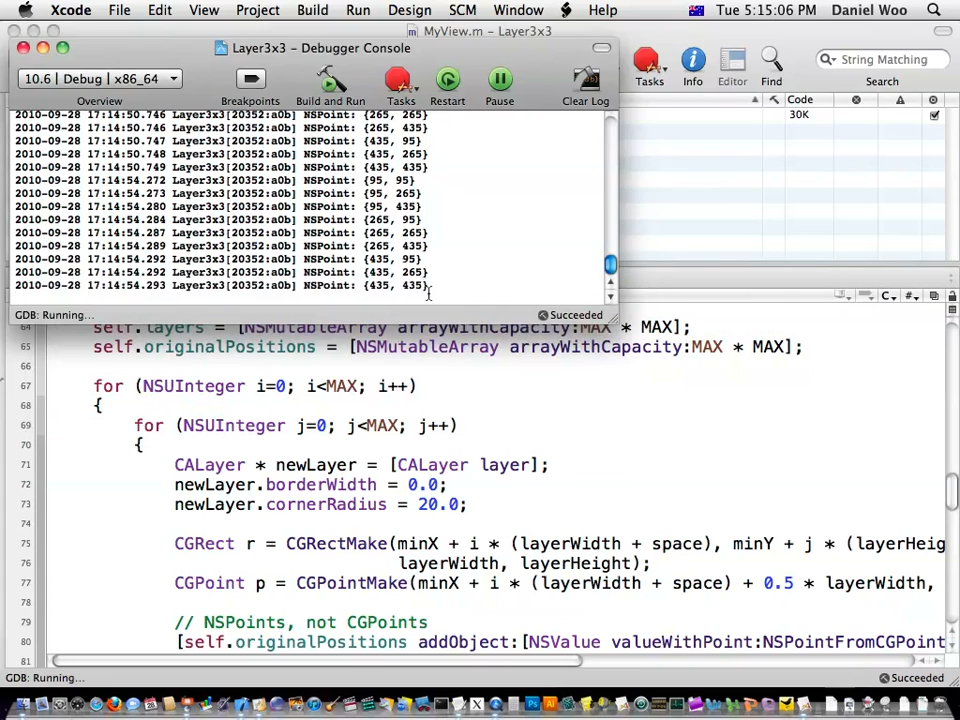 Xcode File Edit View Project Build Run Design SCM Window Help Tue 5:15:06 PM Daniel Woo
MyView.m - Layer3x3
Layer3x3 – Debugger Console
10.6 | Debug | x86_64
String Matching
Overview Breakpoints Build and Run Tasks Restart Pause Clear Log
Tasks Info Editor Find Search
Code
30K
2010-09-28 17:14:50.746 Layer3x3[20352:a0b] NSPoint: {265, 265}
2010-09-28 17:14:50.746 Layer3x3[20352:a0b] NSPoint: {265, 435}
2010-09-28 17:14:50.747 Layer3x3[20352:a0b] NSPoint: {435, 95}
2010-09-28 17:14:50.748 Layer3x3[20352:a0b] NSPoint: {435, 265}
2010-09-28 17:14:50.749 Layer3x3[20352:a0b] NSPoint: {435, 435}
2010-09-28 17:14:54.272 Layer3x3[20352:a0b] NSPoint: {95, 95}
2010-09-28 17:14:54.273 Layer3x3[20352:a0b] NSPoint: {95, 265}
2010-09-28 17:14:54.280 Layer3x3[20352:a0b] NSPoint: {95, 435}
2010-09-28 17:14:54.284 Layer3x3[20352:a0b] NSPoint: {265, 95}
2010-09-28 17:14:54.287 Layer3x3[20352:a0b] NSPoint: {265, 265}
2010-09-28 17:14:54.289 Layer3x3[20352:a0b] NSPoint: {265, 435}
2010-09-28 17:14:54.292 Layer3x3[20352:a0b] NSPoint: {435, 95}
2010-09-28 17:14:54.292 Layer3x3[20352:a0b] NSPoint: {435, 265}
2010-09-28 17:14:54.293 Layer3x3[20352:a0b] NSPoint: {435, 435}
GDB: Running... Succeeded
C #
64 self.layers = [NSMutableArray arrayWithCapacity:MAX * MAX];
65 self.originalPositions = [NSMutableArray arrayWithCapacity:MAX * MAX];
66
67 for (NSUInteger i=0; i<MAX; i++)
68 {
69 for (NSUInteger j=0; j<MAX; j++)
70 {
71 CALayer * newLayer = [CALayer layer];
72 newLayer.borderWidth = 0.0;
73 newLayer.cornerRadius = 20.0;
74
75 CGRect r = CGRectMake(minX + i * (layerWidth + space), minY + j * (layerHeig
76 layerWidth, layerHeight);
77 CGPoint p = CGPointMake(minX + i * (layerWidth + space) + 0.5 * layerWidth,
78
79 // NSPoints, not CGPoints
80 [self.originalPositions addObject:[NSValue valueWithPoint:NSPointFromCGPoint
81
GDB: Running... Succeeded